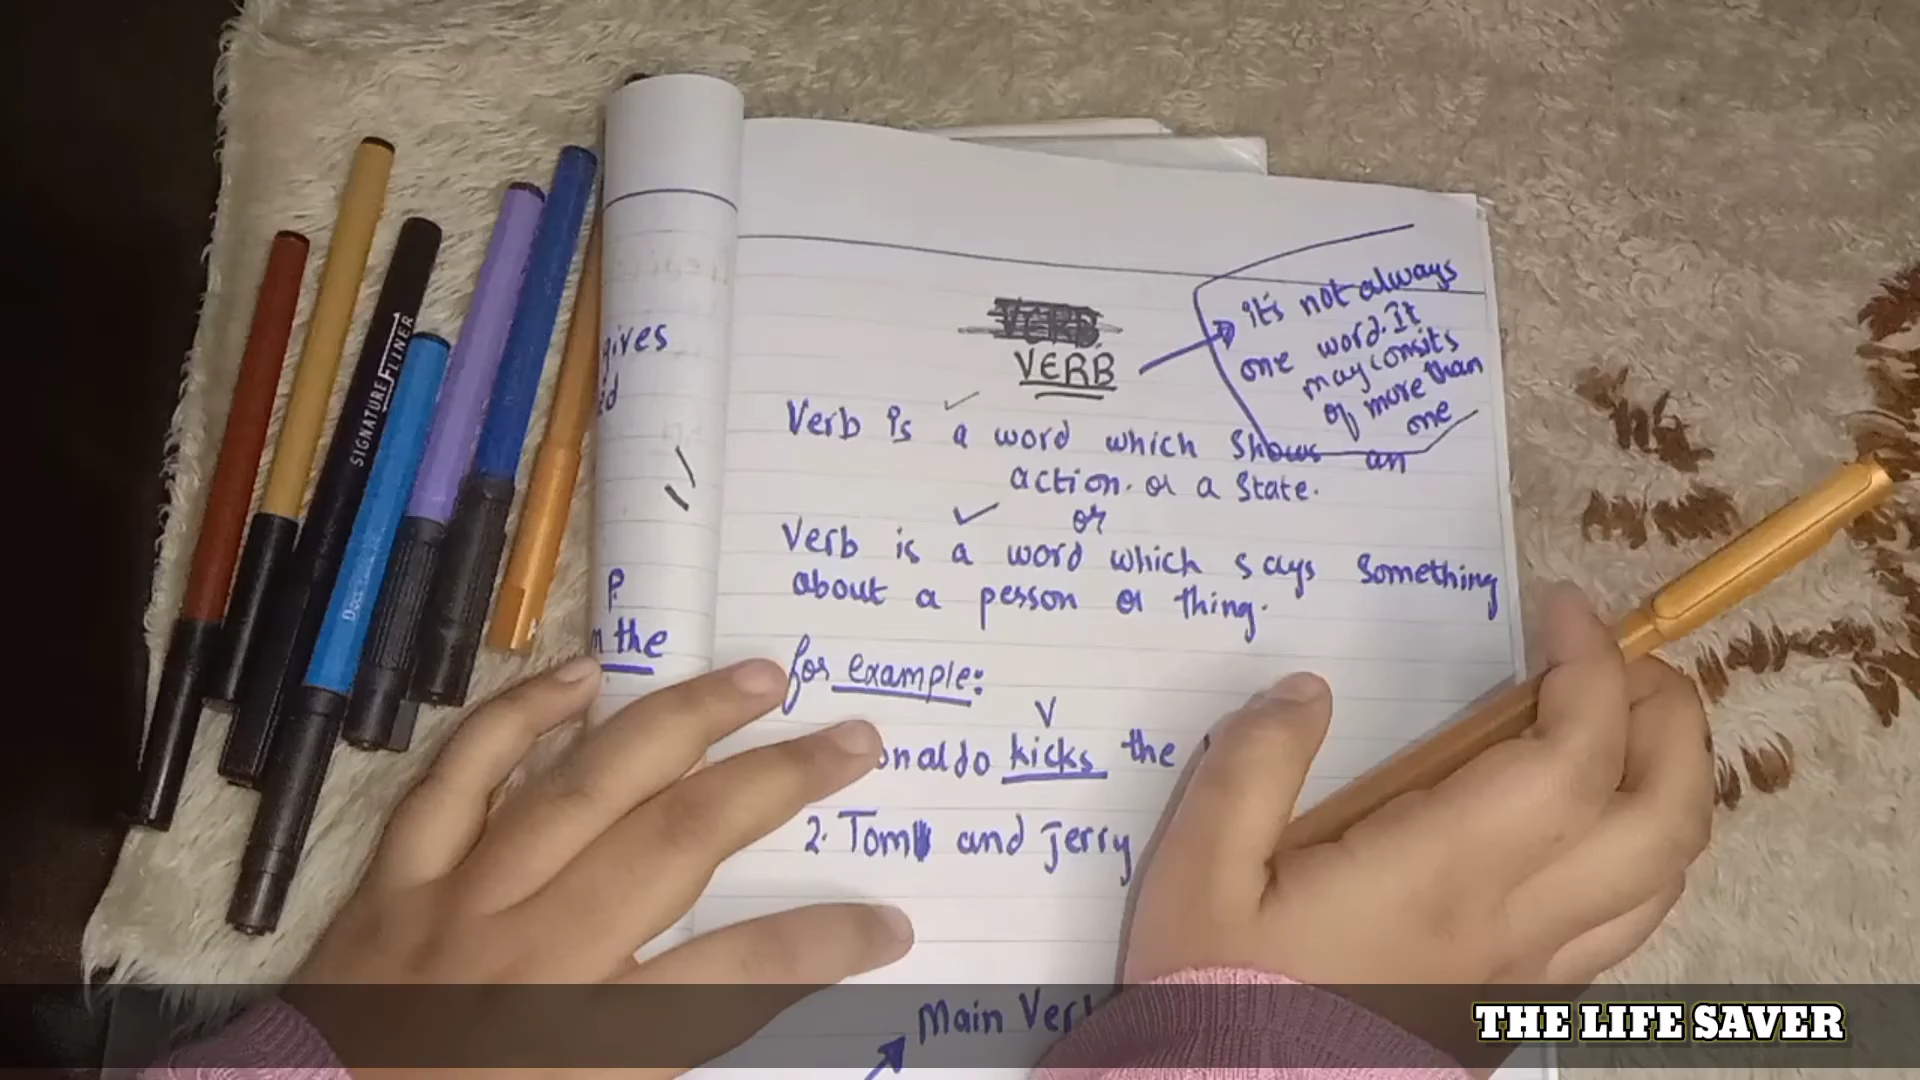 gives
P.
the
VERB
VERB
it's not always
one word. It
may consits
of more than
one
Verb is a word which shows an
action. or a State.
or
Verb is a word which says something
about a person or thing.
for example:
V
onaldo kicks the
2. Tom and Jerry
Main Verb
SIGNATURE FLINER
THE LIFE SAVER